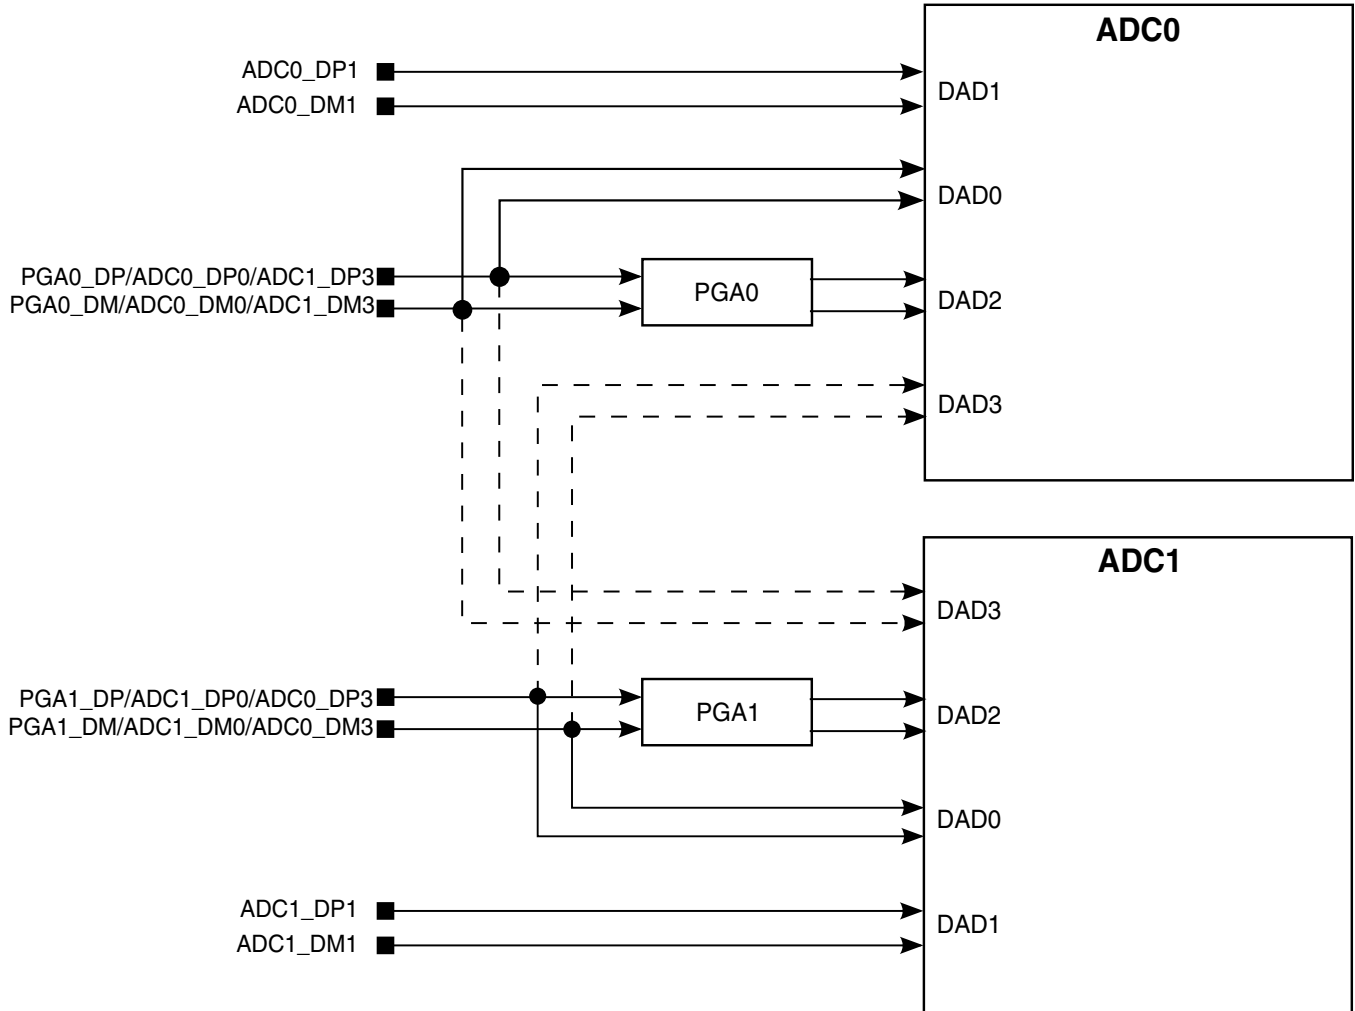 ADC0
ADC0_DP1
ADC0_DM1
DAD1
DAD0
PGA0_DP/ADC0_DP0/ADC1_DP3
PGA0_DM/ADC0_DM0/ADC1_DM3
PGA0
DAD2
DAD3
ADC1
DAD3
PGA1_DP/ADC1_DP0/ADC0_DP3
PGA1_DM/ADC1_DM0/ADC0_DM3
PGA1
DAD2
DAD0
ADC1_DP1
ADC1_DM1
DAD1